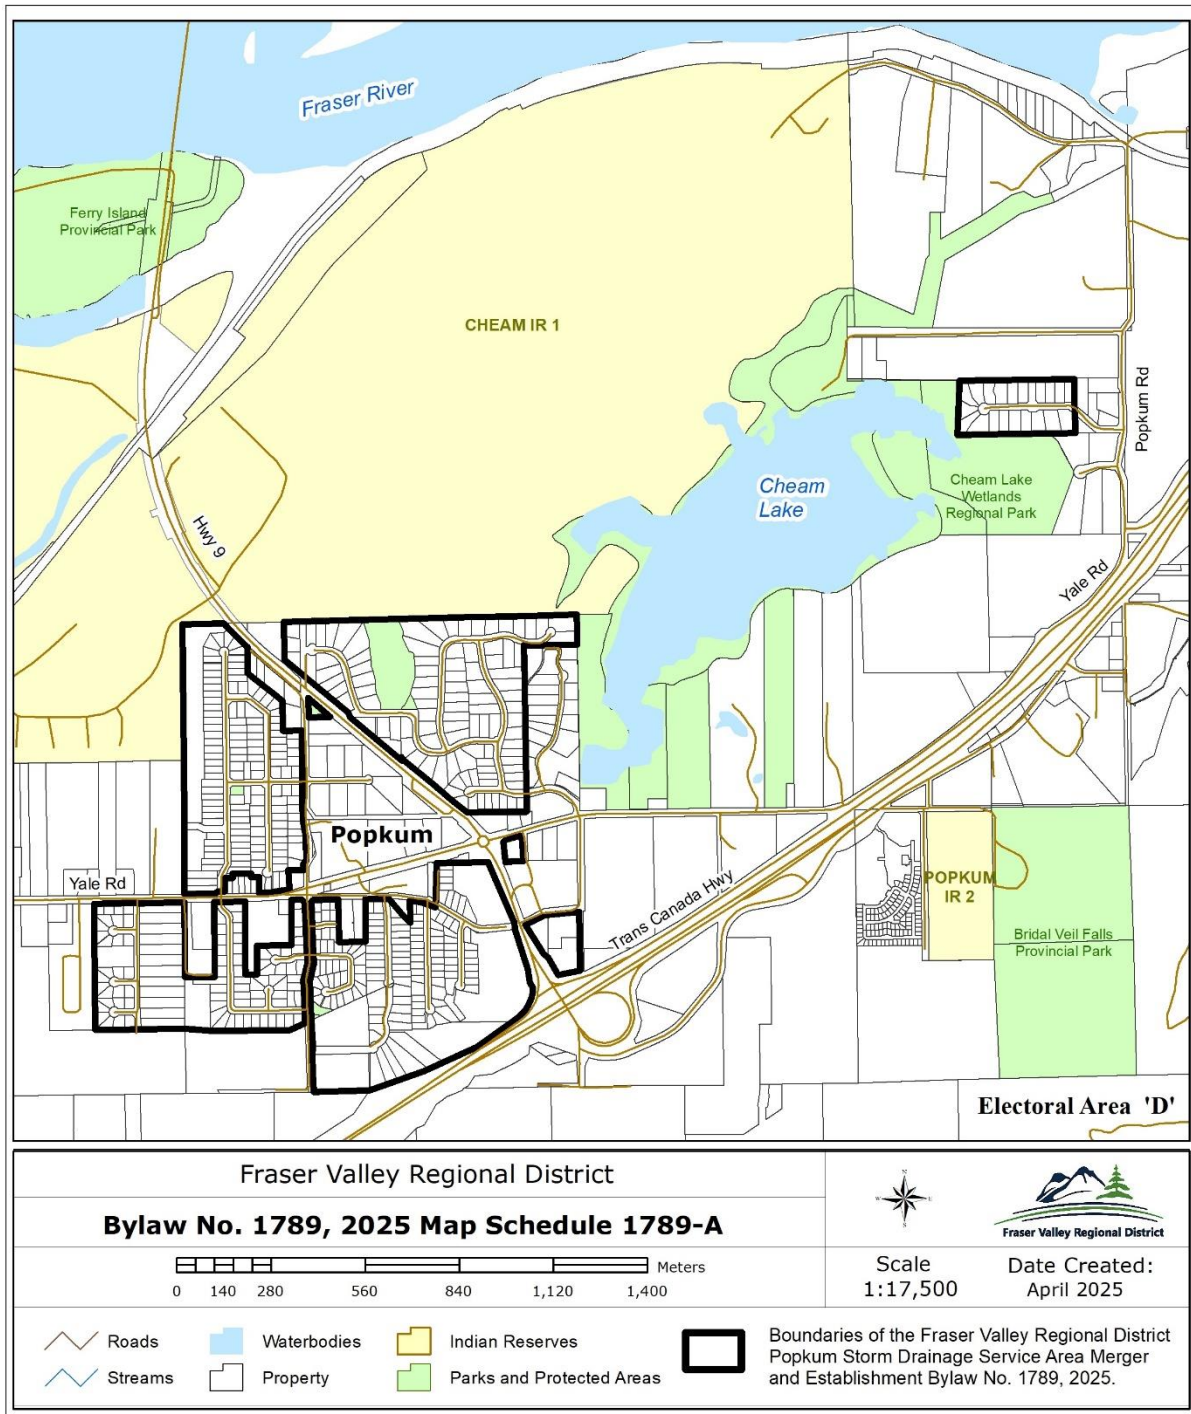 Fraser River
Ferry Island
Provincial Park
CHEAM IR 1
Popkum Rd
Cheam
Lake
Cheam Lake
Wetlands
Regional Park
Hwy 9
Yale Rd
Popkum
Yale Rd
Trans Canada Hwy
POPKUM
IR 2
Bridal Veil Falls
Provincial Park
Electoral Area 'D'
Fraser Valley Regional District
Bylaw No. 1789, 2025 Map Schedule 1789-A
Meters
0 140 280 560 840 1,120 1,400
N
W E
S
Fraser Valley Regional District
Scale
1:17,500
Date Created:
April 2025
Roads
Waterbodies
Indian Reserves
Streams
Property
Parks and Protected Areas
Boundaries of the Fraser Valley Regional District
Popkum Storm Drainage Service Area Merger
and Establishment Bylaw No. 1789, 2025.